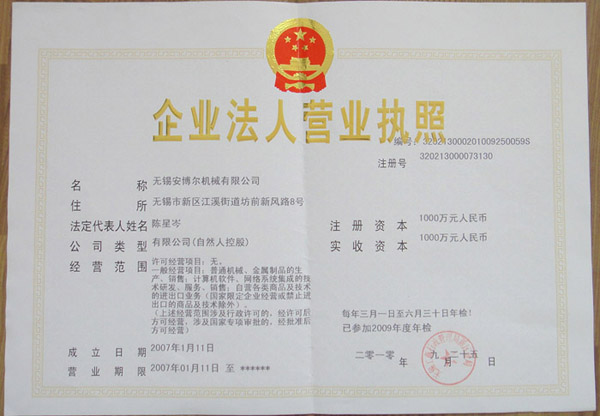 企业法人营业执照
编号: 320213000201009250059S
注册号 320213000073130
名称 无锡安博尔机械有限公司
住所 无锡市新区江溪街道坊前新风路8号
法定代表人姓名 陈星岑
注册资本 1000万元人民币
公司类型 有限公司(自然人控股)
实收资本 1000万元人民币
经营范围 许可经营项目: 无。
一般经营项目: 普通机械、金属制品的生
产、销售; 计算机软件、网络系统集成的技
术研发、服务、销售; 自营各类商品及技术
的进出口业务(国家限定企业经营或禁止进
出口的商品及技术除外)。
(上述经营范围涉及行政许可的, 经许可后
方可经营, 涉及国家专项审批的, 经批准后
方可经营)
每年三月一日至六月三十日年检!
已参加2009年度年检
成立日期 2007年1月11日
营业期限 2007年01月11日 至 ******
二零一零年 九月二十五日